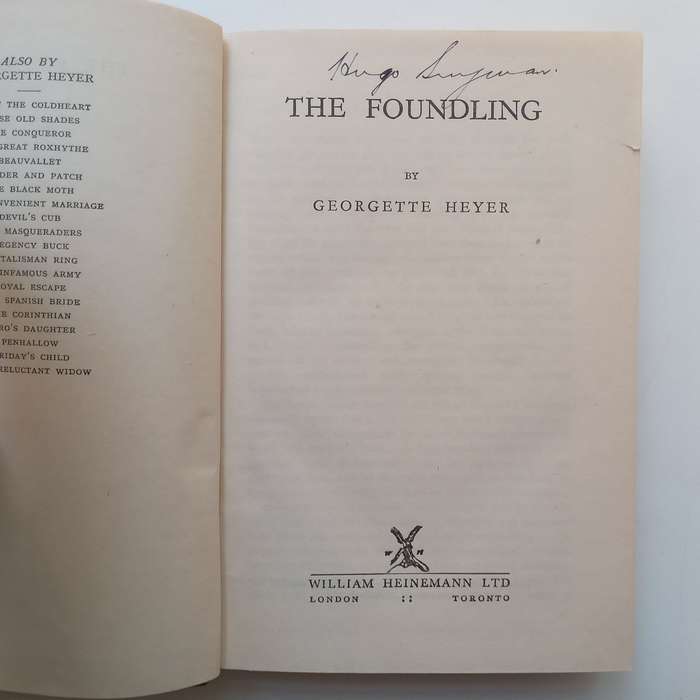 ALSO BY
RGETTE HEYER
THE COLDHEART
SE OLD SHADES
E CONQUEROR
GREAT ROXHYTHE
BEAUVALLET
DER AND PATCH
E BLACK MOTH
NVENIENT MARRIAGE
DEVIL'S CUB
MASQUERADERS
EGENCY BUCK
TALISMAN RING
INFAMOUS ARMY
OYAL ESCAPE
SPANISH BRIDE
E CORINTHIAN
RO'S DAUGHTER
PENHALLOW
RIDAY'S CHILD
RELUCTANT WIDOW
Hugo
THE FOUNDLING
BY
GEORGETTE HEYER
W H
WILLIAM HEINEMANN LTD
LONDON :: TORONTO